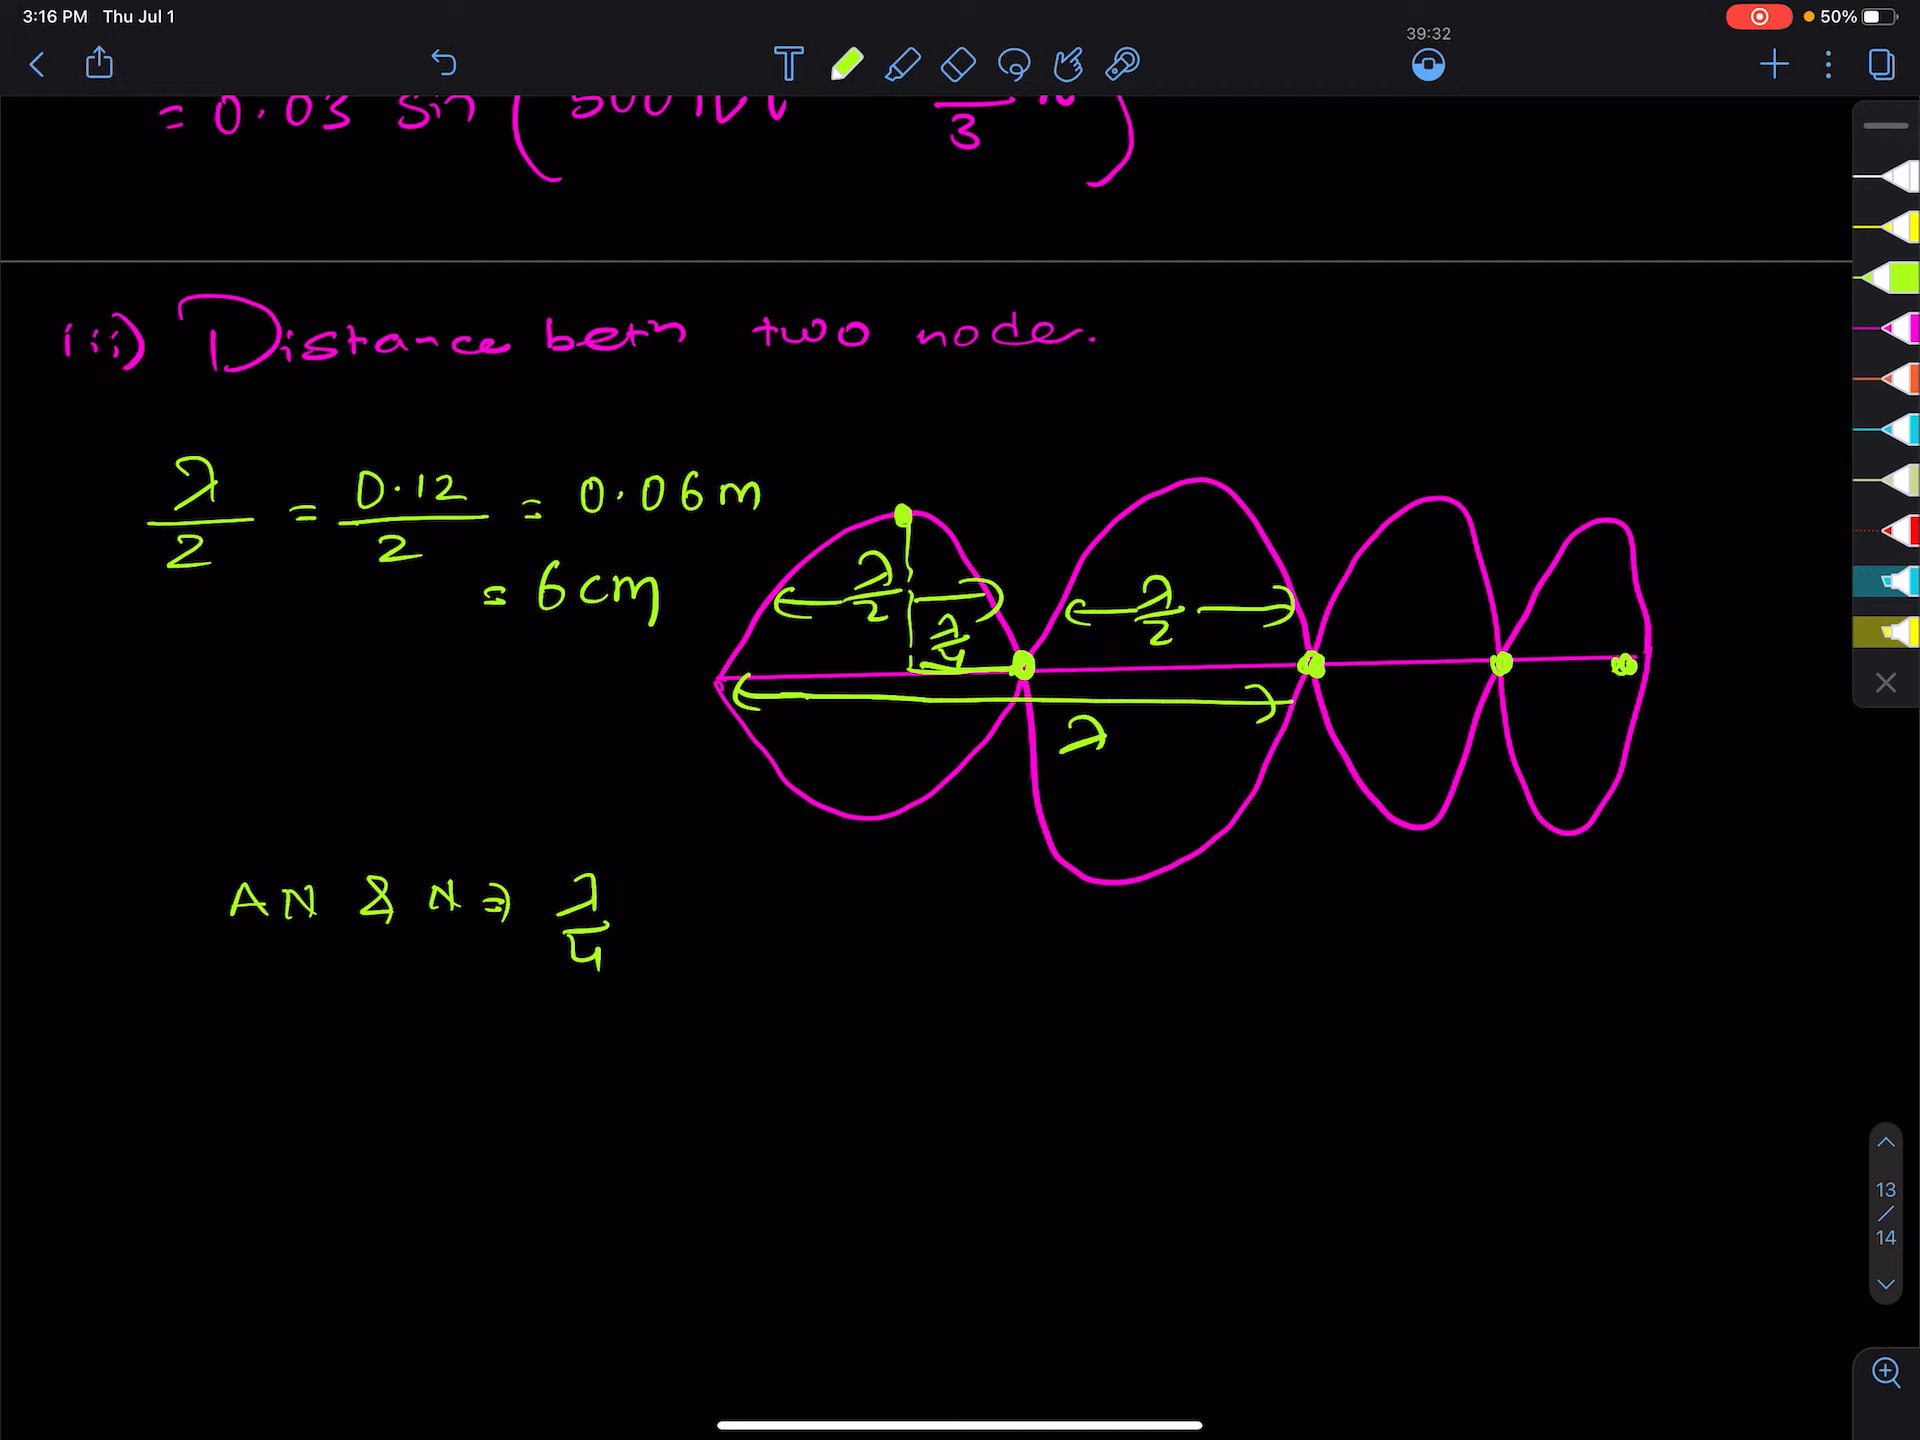 3:16 PM Thu Jul 1
50%
39:32
= 0.03 sin (
3 )
iii) Distance betn two node.
λ/2 = 0.12/2 = 0.06 m
= 6 cm
λ/2
λ/2
λ/4
λ
AN & N ⇒ λ/4
13
/
14